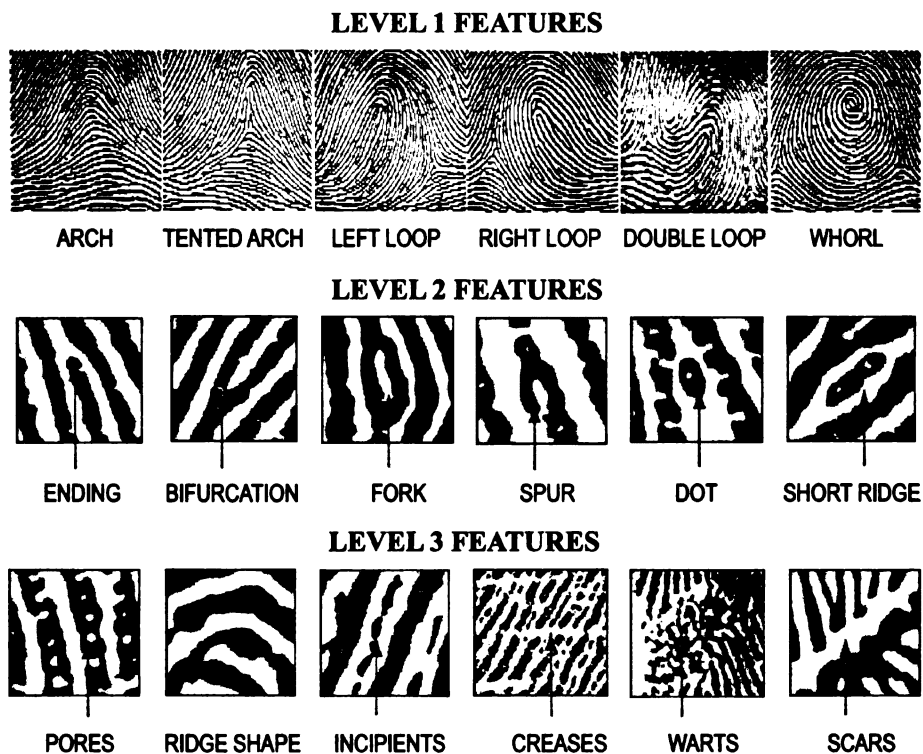 LEVEL 1 FEATURES
ARCH TENTED ARCH LEFT LOOP RIGHT LOOP DOUBLE LOOP WHORL
LEVEL 2 FEATURES
ENDING BIFURCATION FORK SPUR DOT SHORT RIDGE
LEVEL 3 FEATURES
PORES RIDGE SHAPE INCIPIENTS CREASES WARTS SCARS